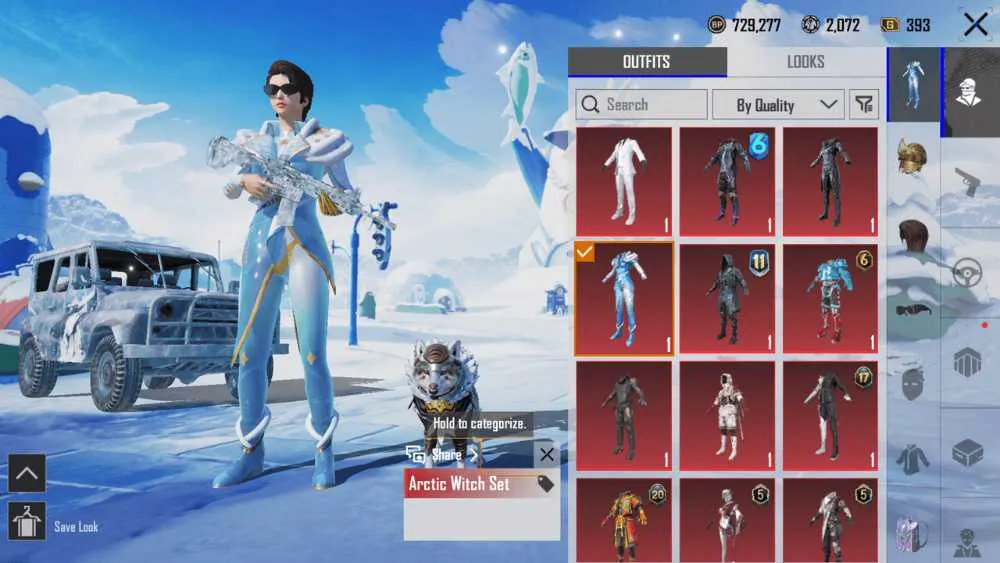 BP 729,277 2,072 G 393
OUTFITS LOOKS
Search By Quality
6
1 1 1
11 6
1 1 1
17
1 1 1
20 5 5
Hold to categorize.
Share
Arctic Witch Set
Save Look